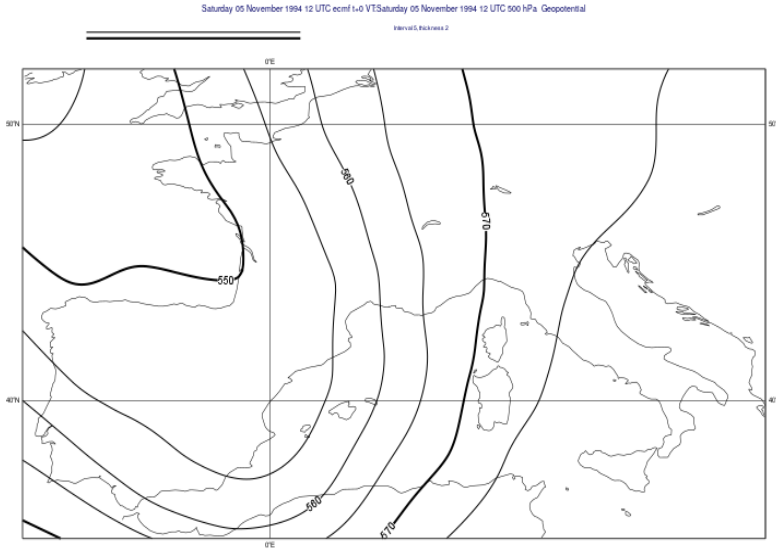 Saturday 05 November 1994 12 UTC ecmf t+0 VT:Saturday 05 November 1994 12 UTC 500 hPa Geopotential
Interval 5, thickness 2
0°E
50°N
50
560
570
550
40°N
40
560
570
0°E